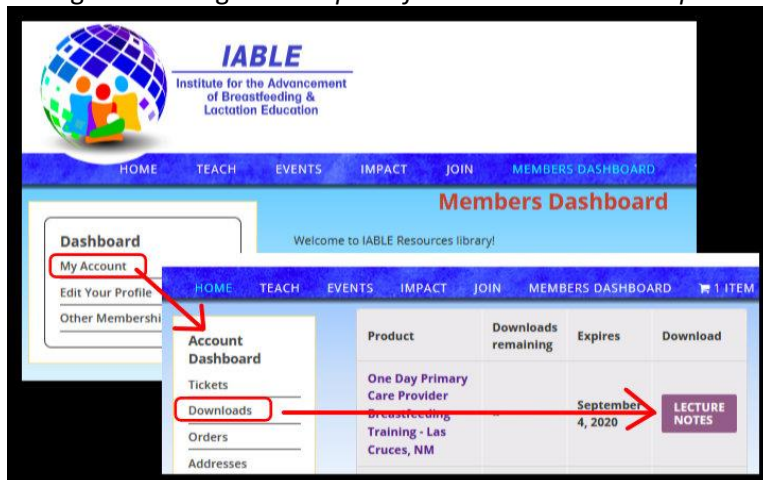 IABLE
Institute for the Advancement
of Breastfeeding &
Lactation Education
HOME TEACH EVENTS IMPACT JOIN MEMBERS DASHBOARD
Members Dashboard
Dashboard
Welcome to IABLE Resources library!
My Account
Edit Your Profile
Other Membershi
HOME TEACH EVENTS IMPACT JOIN MEMBERS DASHBOARD 1 ITEM
Account
Dashboard
Tickets
Downloads
Orders
Addresses
Product
Downloads
remaining
Expires
Download
One Day Primary
Care Provider
Breastfeeding
Training - Las
Cruces, NM
September
4, 2020
LECTURE
NOTES